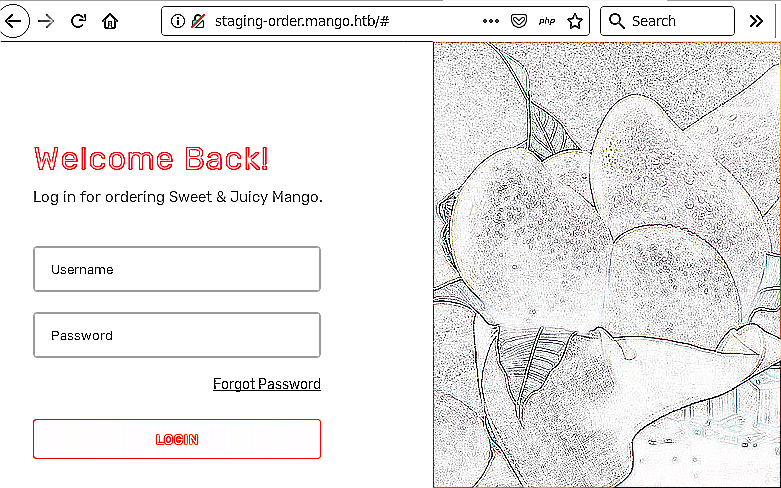 staging-order.mango.htb/#
php
Search
Welcome Back!
Log in for ordering Sweet & Juicy Mango.
Username
Password
Forgot Password
LOGIN